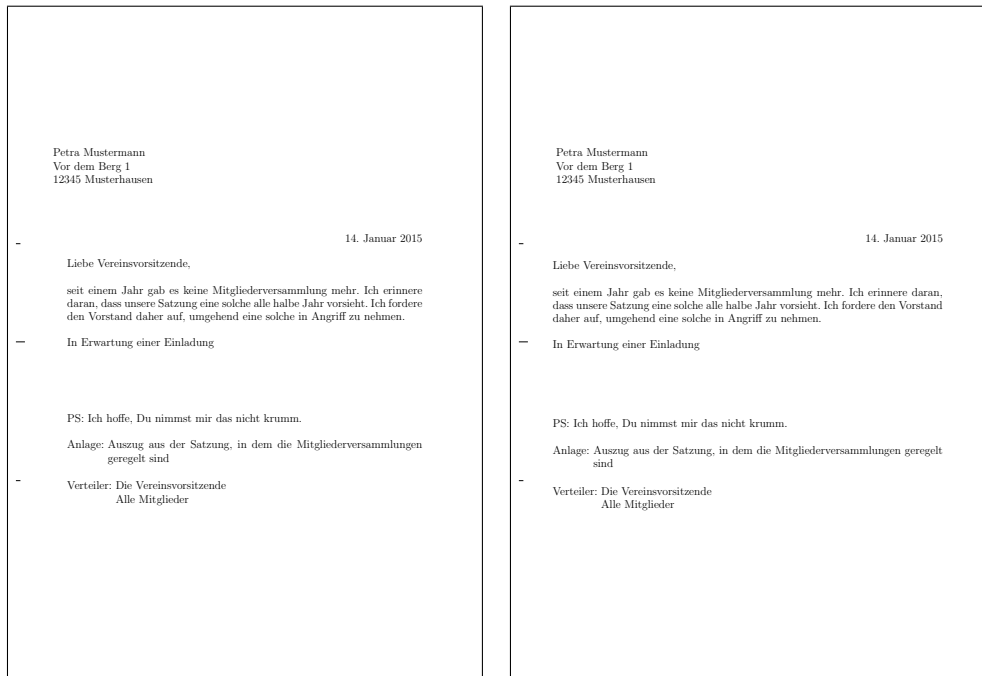 Petra Mustermann
Vor dem Berg 1
12345 Musterhausen
14. Januar 2015
Liebe Vereinsvorsitzende,
seit einem Jahr gab es keine Mitgliederversammlung mehr. Ich erinnere
daran, dass unsere Satzung eine solche alle halbe Jahr vorsieht. Ich fordere
den Vorstand daher auf, umgehend eine solche in Angriff zu nehmen.
In Erwartung einer Einladung
PS: Ich hoffe, Du nimmst mir das nicht krumm.
Anlage: Auszug aus der Satzung, in dem die Mitgliederversammlungen
geregelt sind
Verteiler: Die Vereinsvorsitzende
Alle Mitglieder
Petra Mustermann
Vor dem Berg 1
12345 Musterhausen
14. Januar 2015
Liebe Vereinsvorsitzende,
seit einem Jahr gab es keine Mitgliederversammlung mehr. Ich erinnere daran,
dass unsere Satzung eine solche alle halbe Jahr vorsieht. Ich fordere den Vorstand
daher auf, umgehend eine solche in Angriff zu nehmen.
In Erwartung einer Einladung
PS: Ich hoffe, Du nimmst mir das nicht krumm.
Anlage: Auszug aus der Satzung, in dem die Mitgliederversammlungen geregelt
sind
Verteiler: Die Vereinsvorsitzende
Alle Mitglieder